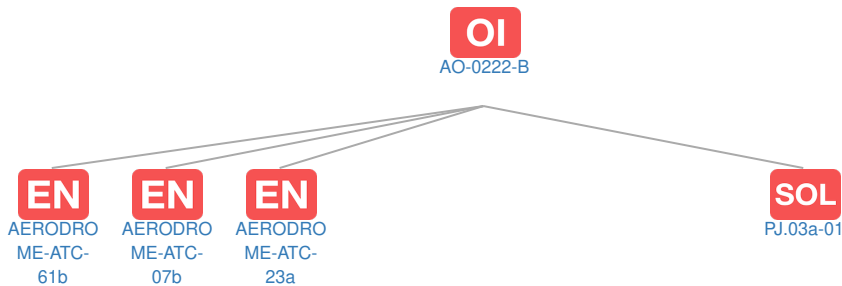 OI
AO-0222-B
EN EN EN SOL
AERODRO AERODRO AERODRO PJ.03a-01
ME-ATC- ME-ATC- ME-ATC-
61b 07b 23a